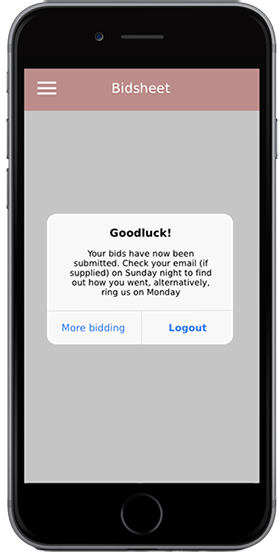 Bidsheet
Goodluck!
Your bids have now been
submitted. Check your email (if
supplied) on Sunday night to find
out how you went, alternatively,
ring us on Monday
More bidding
Logout